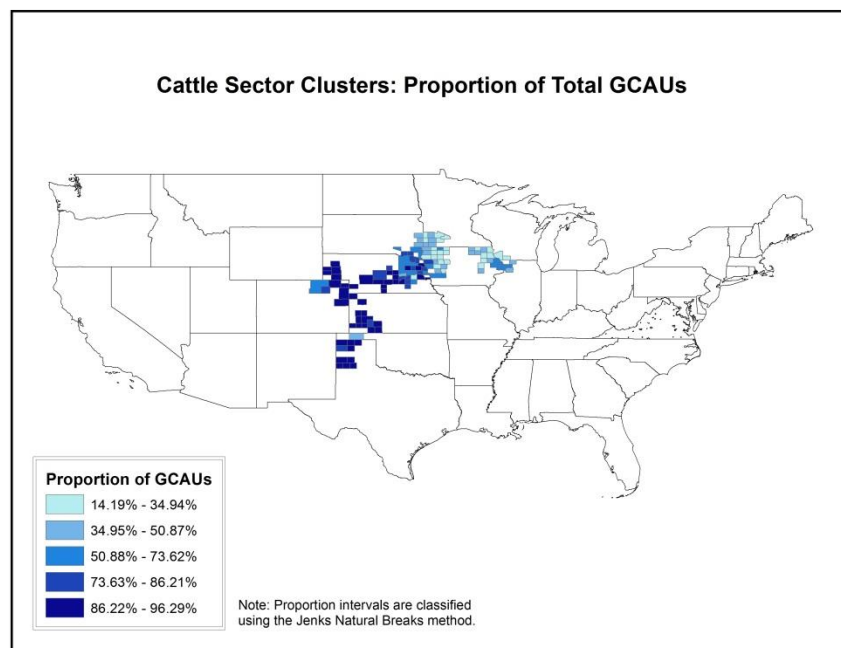 Cattle Sector Clusters: Proportion of Total GCAUs
Proportion of GCAUs
14.19% - 34.94%
34.95% - 50.87%
50.88% - 73.62%
73.63% - 86.21%
86.22% - 96.29%
Note: Proportion intervals are classified
using the Jenks Natural Breaks method.